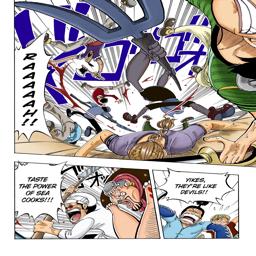 RAAAAAH!!
TASTE
THE POWER
OF SEA
COOKS!!!
YIKES,
THEY'RE LIKE
DEVILS!!